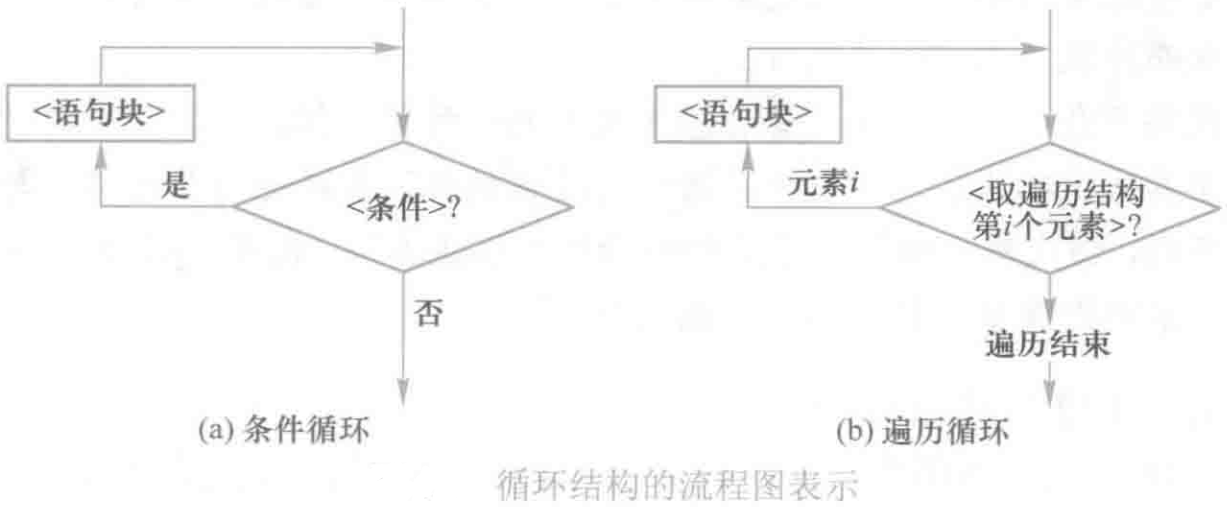 <语句块>
是
<条件>?
否
(a) 条件循环
<语句块>
元素i
<取遍历结构
第i个元素>?
遍历结束
(b) 遍历循环
循环结构的流程图表示